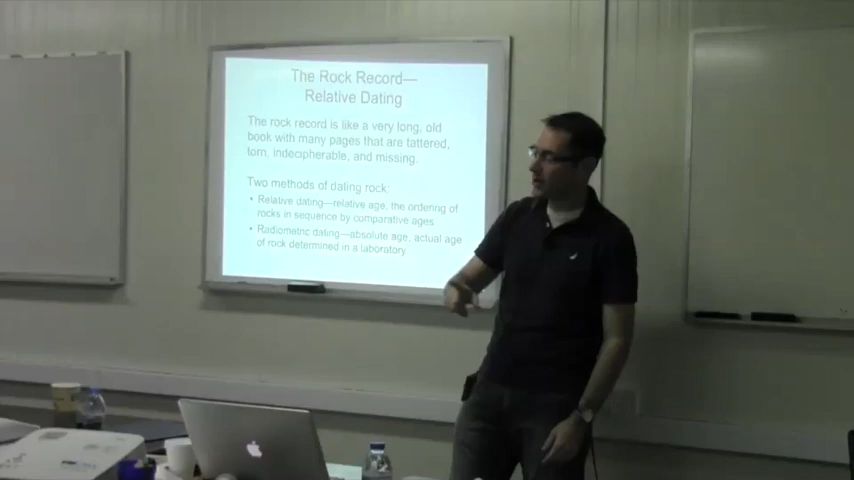 The Rock Record—
Relative Dating
The rock record is like a very long, old
book with many pages that are tattered,
torn, indecipherable, and missing.
Two methods of dating rock:
• Relative dating—relative age, the ordering of
rocks in sequence by comparative ages
• Radiometric dating—absolute age, actual age
of rock determined in a laboratory